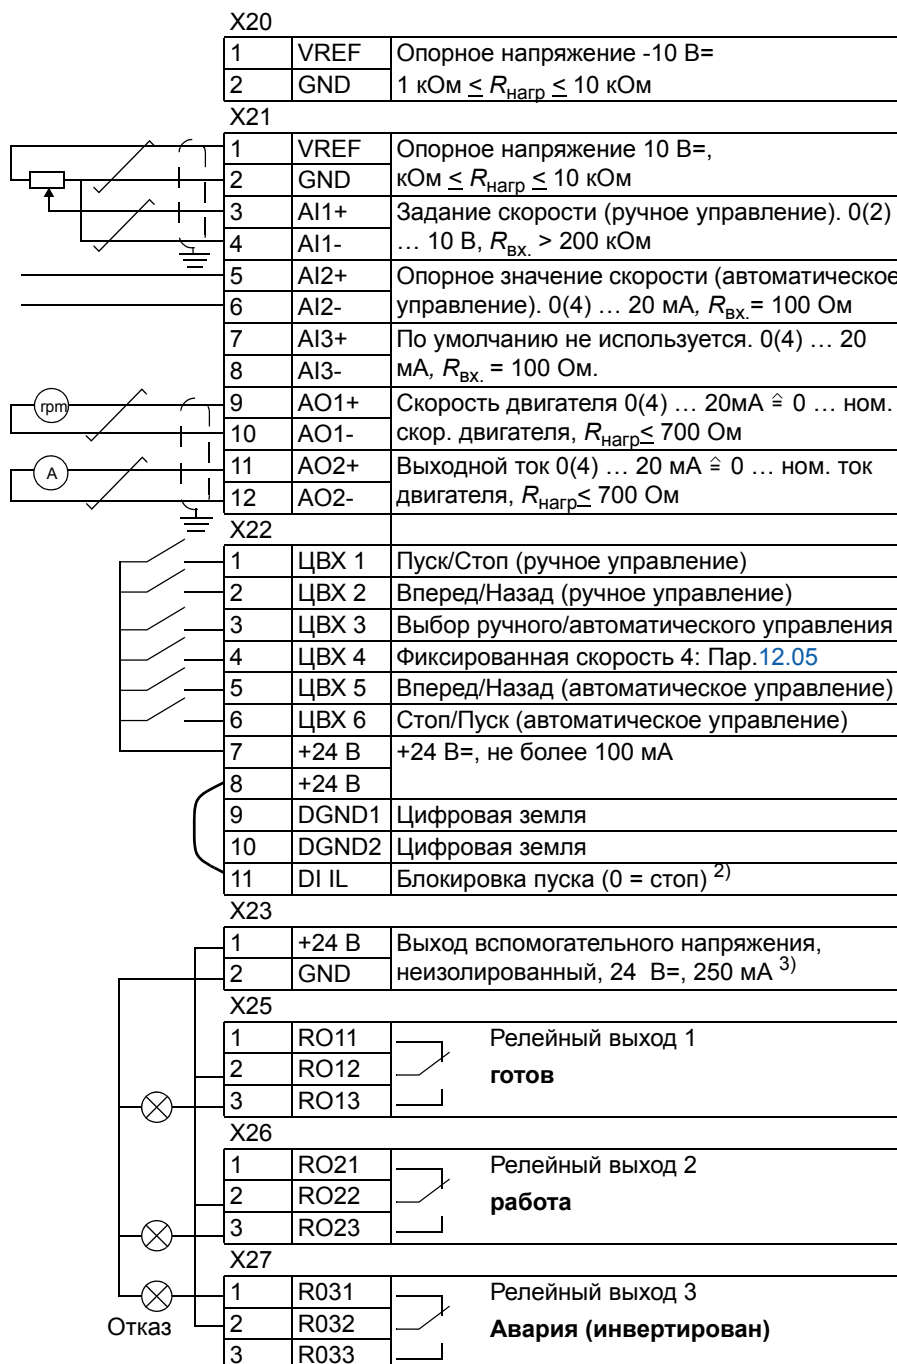 X20
1 VREF Опорное напряжение -10 В=
2 GND 1 кОм ≤ Rнагр ≤ 10 кОм
X21
1 VREF Опорное напряжение 10 В=,
2 GND кОм ≤ Rнагр ≤ 10 кОм
3 AI1+ Задание скорости (ручное управление). 0(2)
4 AI1- … 10 В, Rвх. > 200 кОм
5 AI2+ Опорное значение скорости (автоматическое
6 AI2- управление). 0(4) … 20 мА, Rвх.= 100 Ом
7 AI3+ По умолчанию не используется. 0(4) … 20
8 AI3- мА, Rвх. = 100 Ом.
rpm 9 AO1+ Скорость двигателя 0(4) … 20мА ≙ 0 … ном.
10 AO1- скор. двигателя, Rнагр≤ 700 Ом
A 11 AO2+ Выходной ток 0(4) … 20 мА ≙ 0 … ном. ток
12 AO2- двигателя, Rнагр≤ 700 Ом
X22
1 ЦВХ 1 Пуск/Стоп (ручное управление)
2 ЦВХ 2 Вперед/Назад (ручное управление)
3 ЦВХ 3 Выбор ручного/автоматического управления
4 ЦВХ 4 Фиксированная скорость 4: Пар.12.05
5 ЦВХ 5 Вперед/Назад (автоматическое управление)
6 ЦВХ 6 Стоп/Пуск (автоматическое управление)
7 +24 В +24 В=, не более 100 мА
8 +24 В
9 DGND1 Цифровая земля
10 DGND2 Цифровая земля
11 DI IL Блокировка пуска (0 = стоп) 2)
X23
1 +24 В Выход вспомогательного напряжения,
2 GND неизолированный, 24 В=, 250 мА 3)
X25
1 RO11 Релейный выход 1
2 RO12 готов
3 RO13
X26
1 RO21 Релейный выход 2
2 RO22 работа
3 RO23
X27
1 R031 Релейный выход 3
Отказ 2 R032 Авария (инвертирован)
3 R033